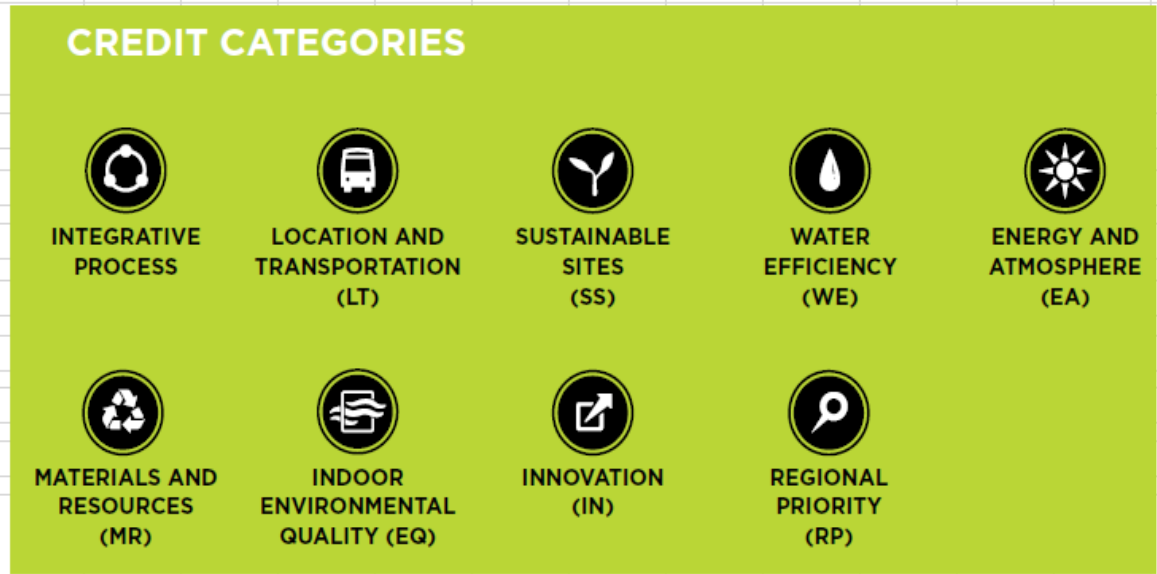 CREDIT CATEGORIES
INTEGRATIVE
PROCESS
LOCATION AND
TRANSPORTATION
(LT)
SUSTAINABLE
SITES
(SS)
WATER
EFFICIENCY
(WE)
ENERGY AND
ATMOSPHERE
(EA)
MATERIALS AND
RESOURCES
(MR)
INDOOR
ENVIRONMENTAL
QUALITY (EQ)
INNOVATION
(IN)
REGIONAL
PRIORITY
(RP)